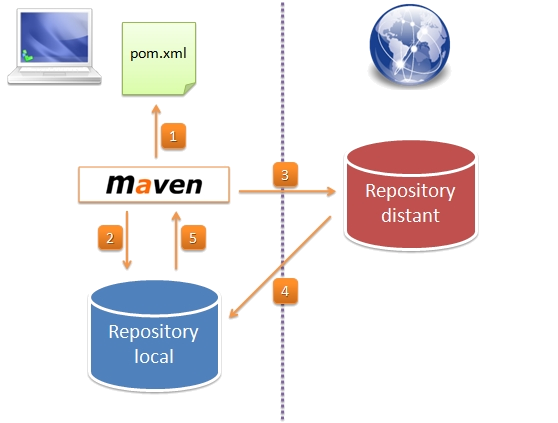 pom.xml
1
maven
3
Repository
distant
2
5
4
Repository
local